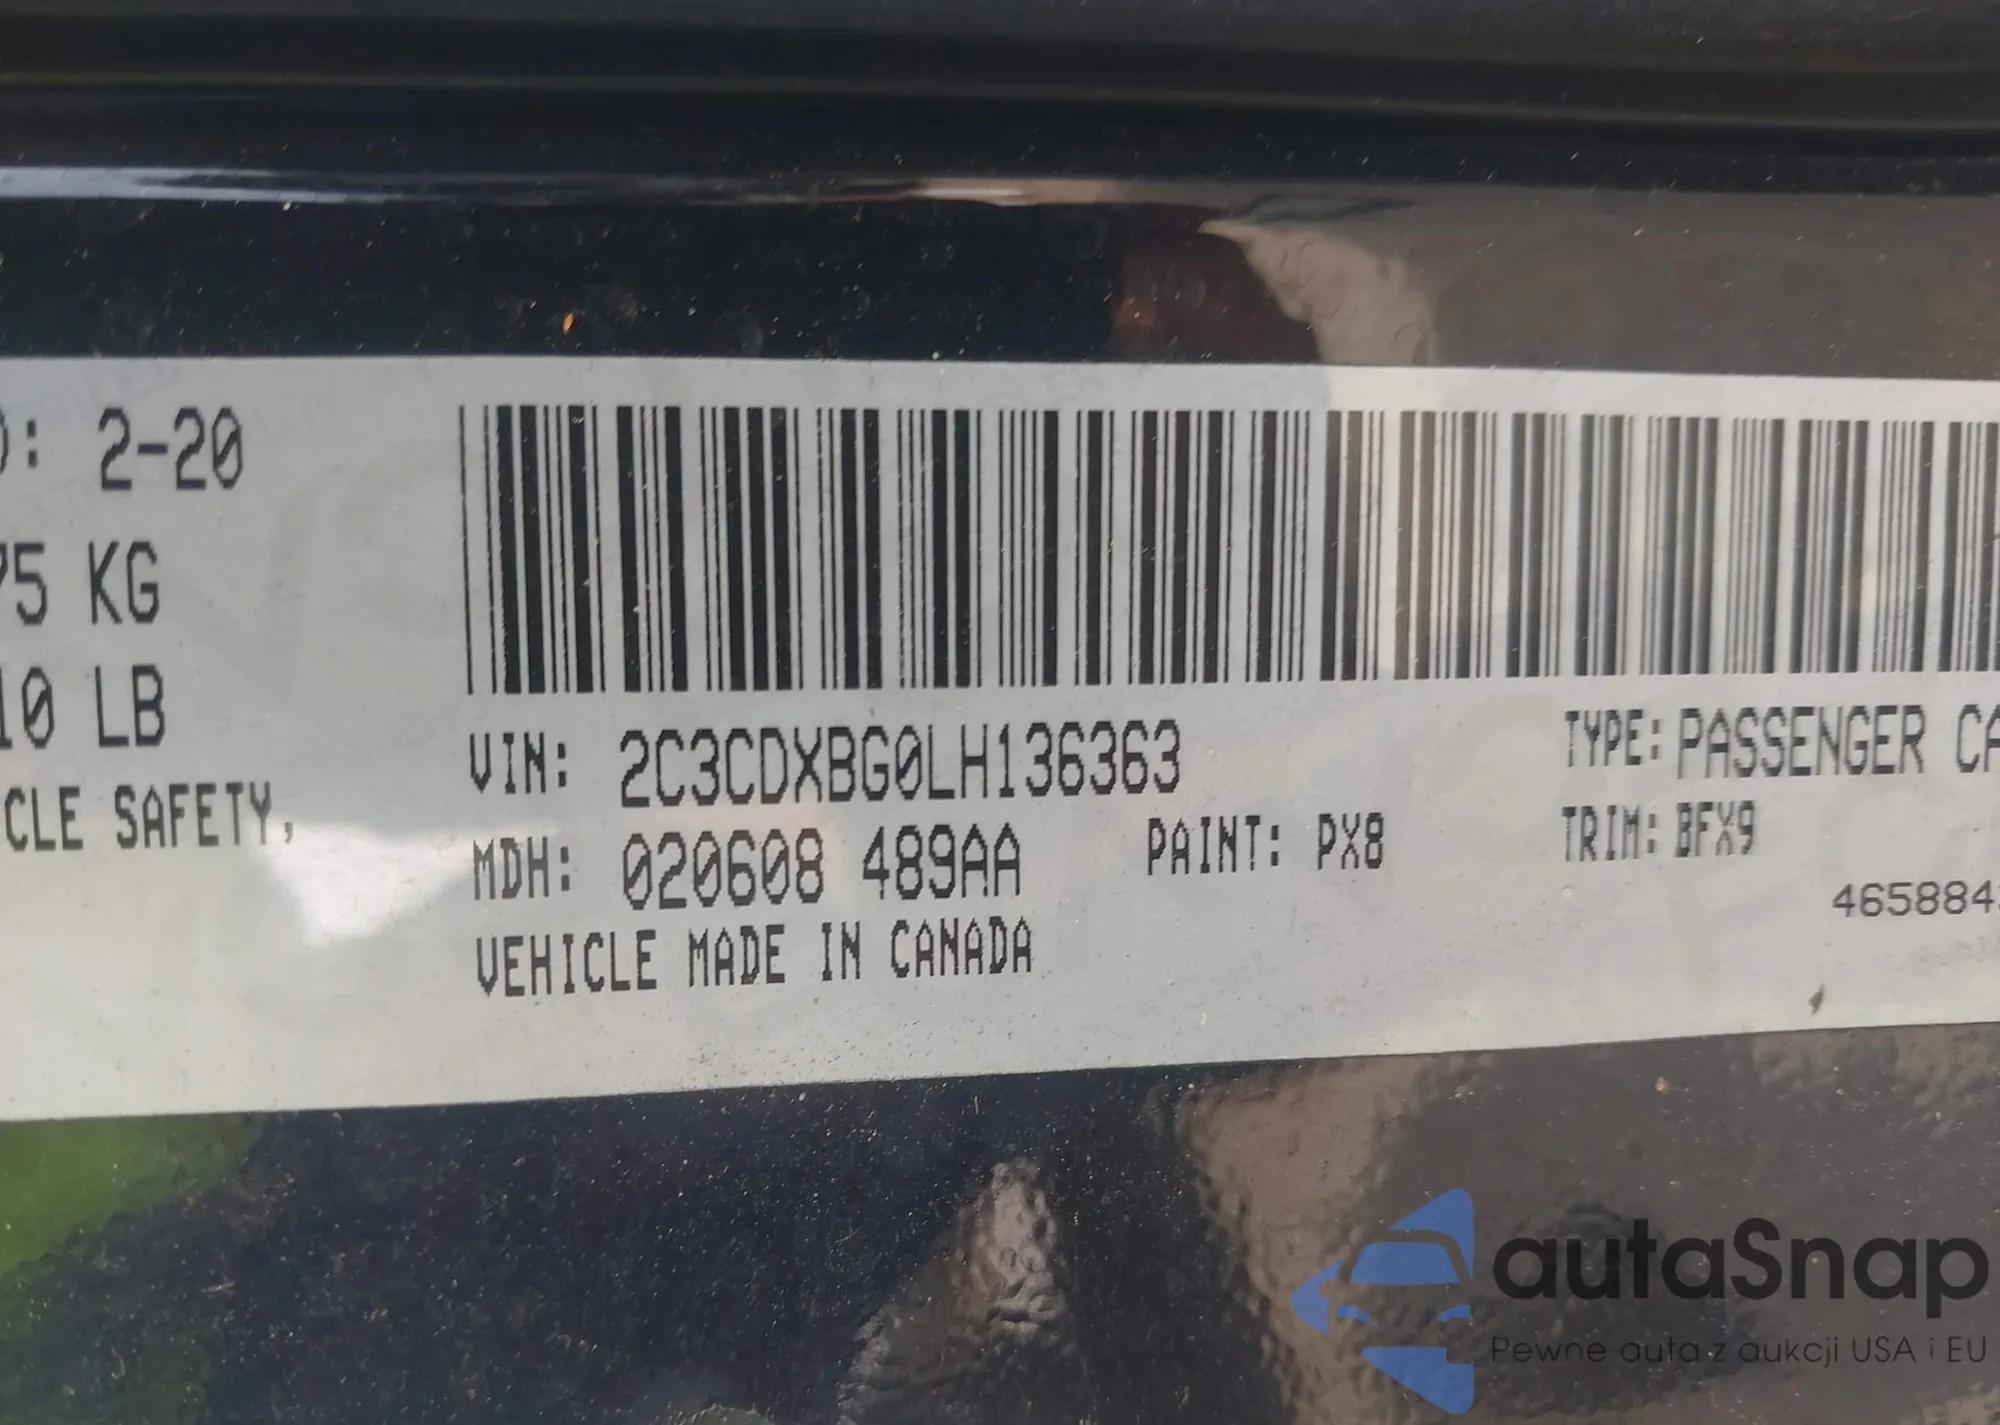 ): 2-20
75 KG
10 LB
CLE SAFETY,
VIN: 2C3CDXBG0LH136363
TYPE: PASSENGER CA
MDH: 020608 489AA
PAINT: PX8
TRIM: BFX9
VEHICLE MADE IN CANADA
465884
autaSnap
Pewne auta z aukcji USA i EU